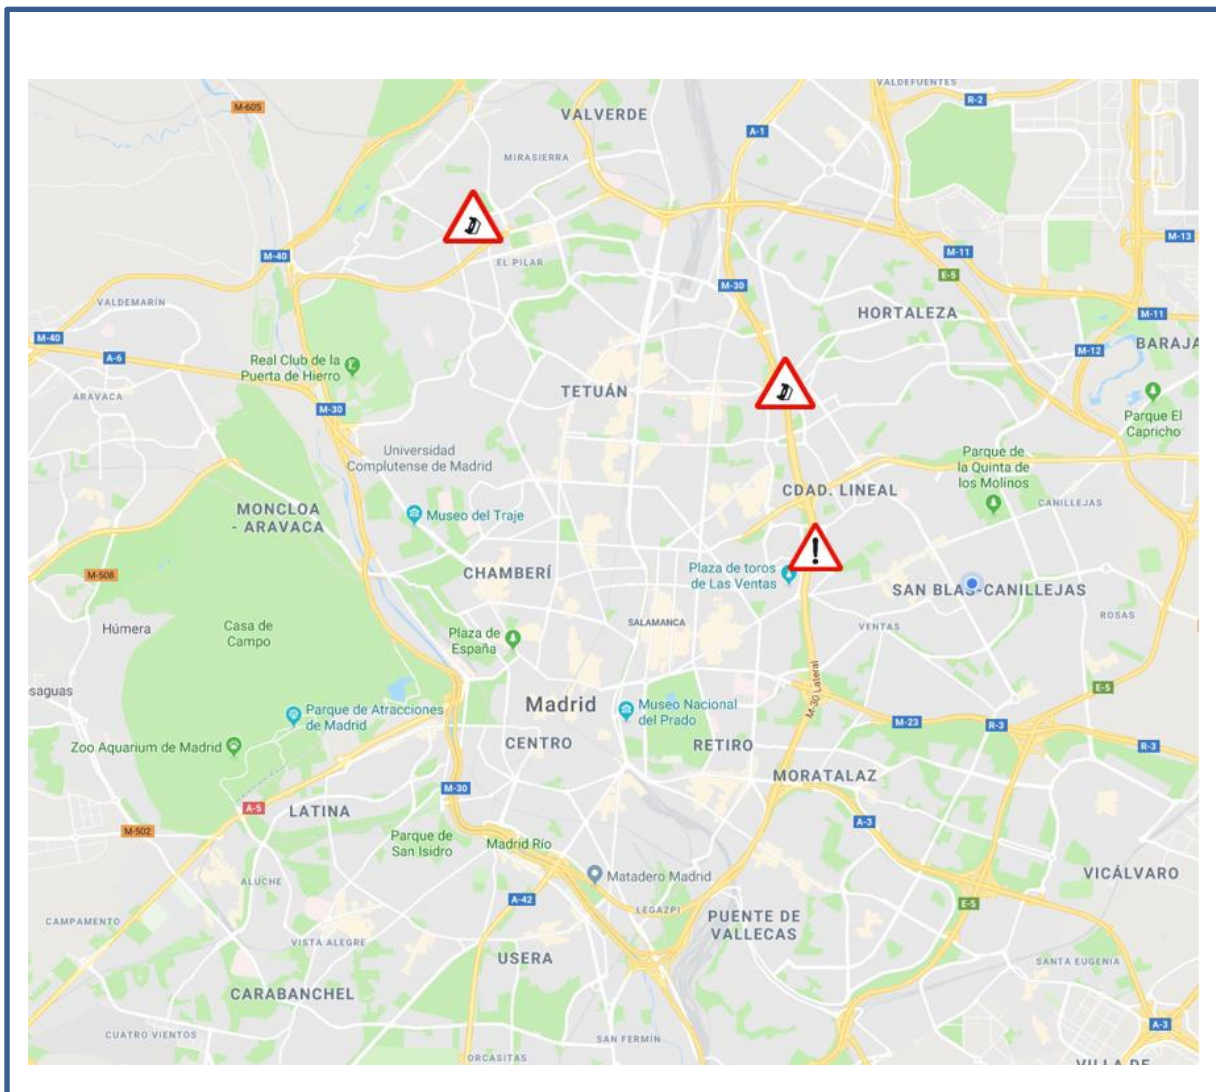 VALDEFUENTES
M-605
R-2
VALVERDE
A-1
MIRASIERRA
M-13
M-40
M-11
EL PILAR
E-5
M-30
VALDEMARÍN
HORTALEZA
M-11
M-40
BARAJA
A-6
M-12
Real Club de la
Puerta de Hierro
TETUÁN
ARAVACA
M-30
Parque El
Capricho
Universidad
Complutense de Madrid
Parque de
la Quinta de
los Molinos
CDAD. LINEAL
CANILLEJAS
MONCLOA
- ARAVACA
Museo del Traje
!
CHAMBERÍ
Plaza de toros
de Las Ventas
M-508
SAN BLAS-CANILLEJAS
ROSAS
Húmera
Casa de
Campo
Plaza de
España
SALAMANCA
VENTAS
osaguas
M-30 Lateral
E-5
Parque de Atracciones
de Madrid
Madrid
Museo Nacional
del Prado
M-23
R-3
Zoo Aquarium de Madrid
CENTRO
RETIRO
R-3
MORATALAZ
M-30
A-5
LATINA
M-502
A-3
Parque de
San Isidro
Madrid Río
Matadero Madrid
VICÁLVARO
ALUCHE
A-42
LEGAZPI
E-5
CAMPAMENTO
PUENTE DE
VALLECAS
VISTA ALEGRE
USERA
SANTA EUGENIA
CARABANCHEL
A-3
CUATRO VIENTOS
SAN FERMÍN
ORCASITAS
VILLA DE